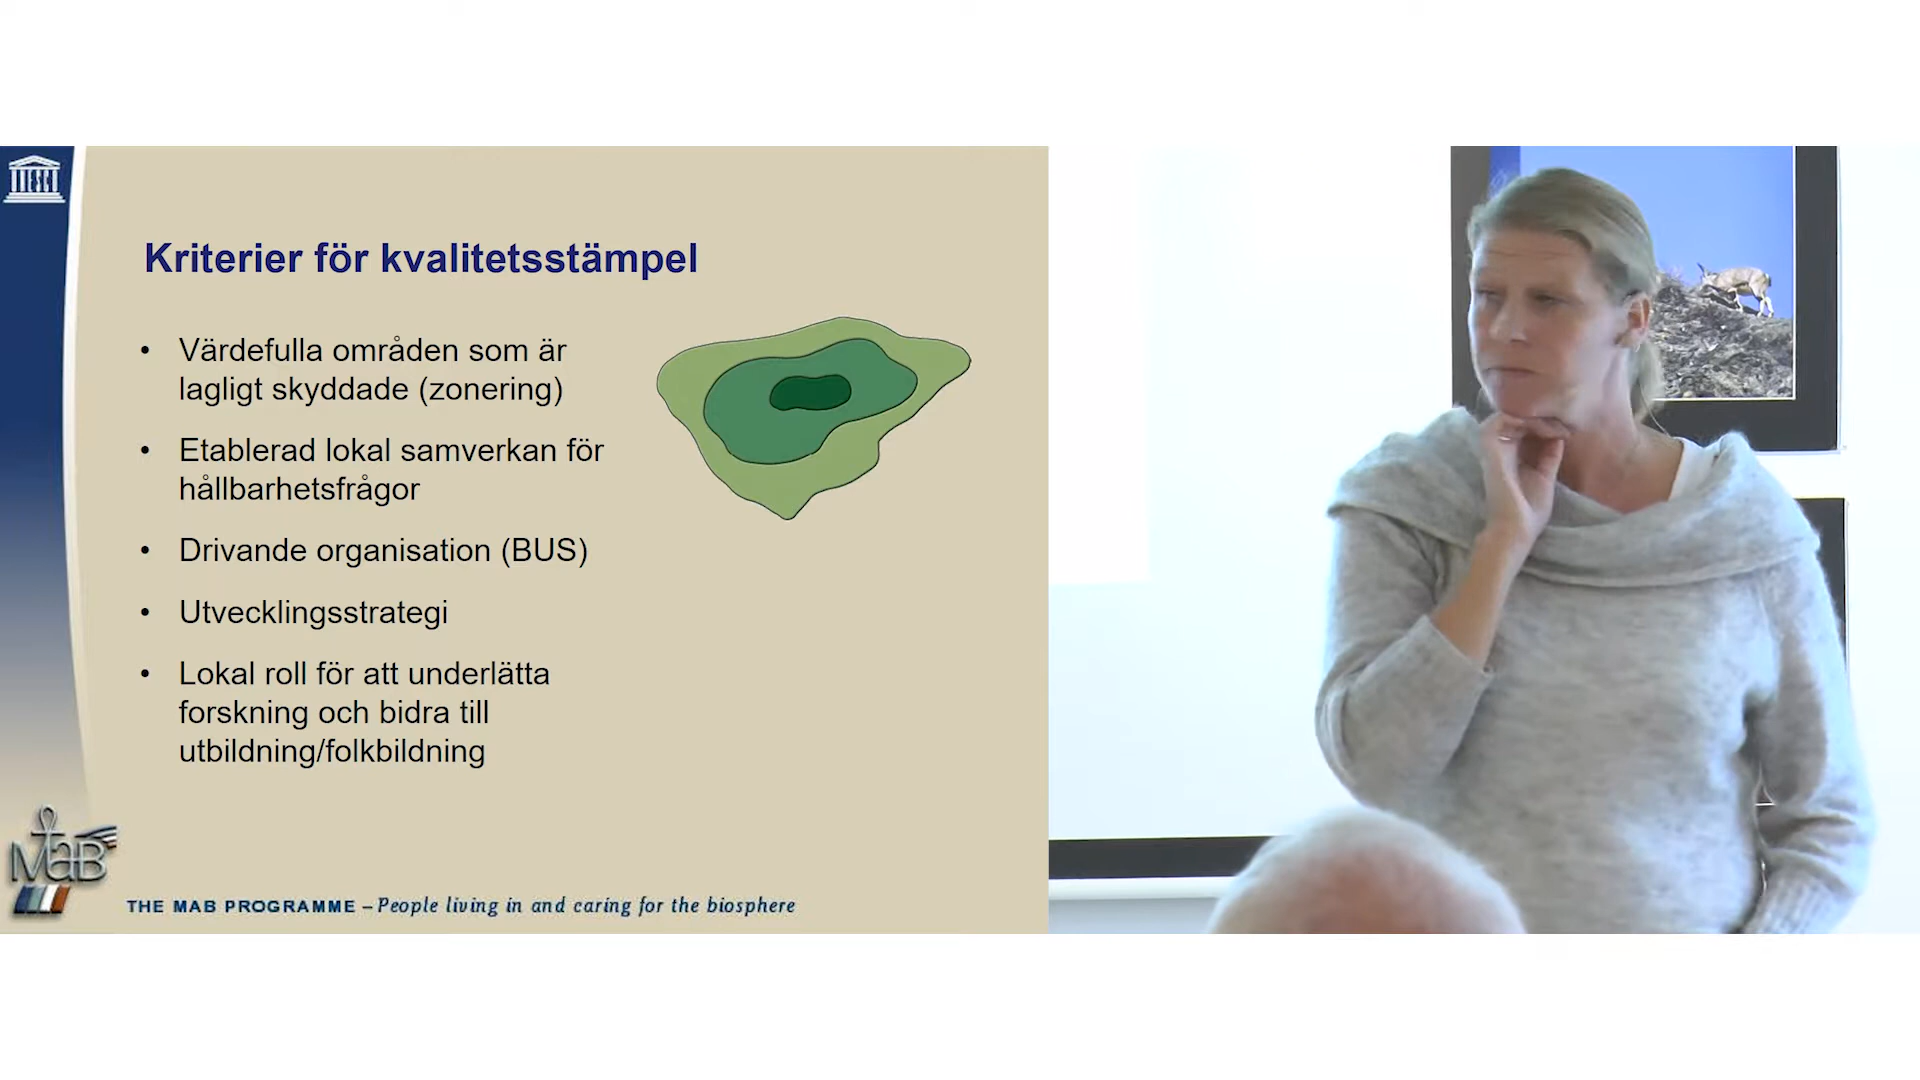 UNESCO
Kriterier för kvalitetsstämpel
• Värdefulla områden som är
lagligt skyddade (zonering)
• Etablerad lokal samverkan för
hållbarhetsfrågor
• Drivande organisation (BUS)
• Utvecklingsstrategi
• Lokal roll för att underlätta
forskning och bidra till
utbildning/folkbildning
MaB
THE MAB PROGRAMME – People living in and caring for the biosphere